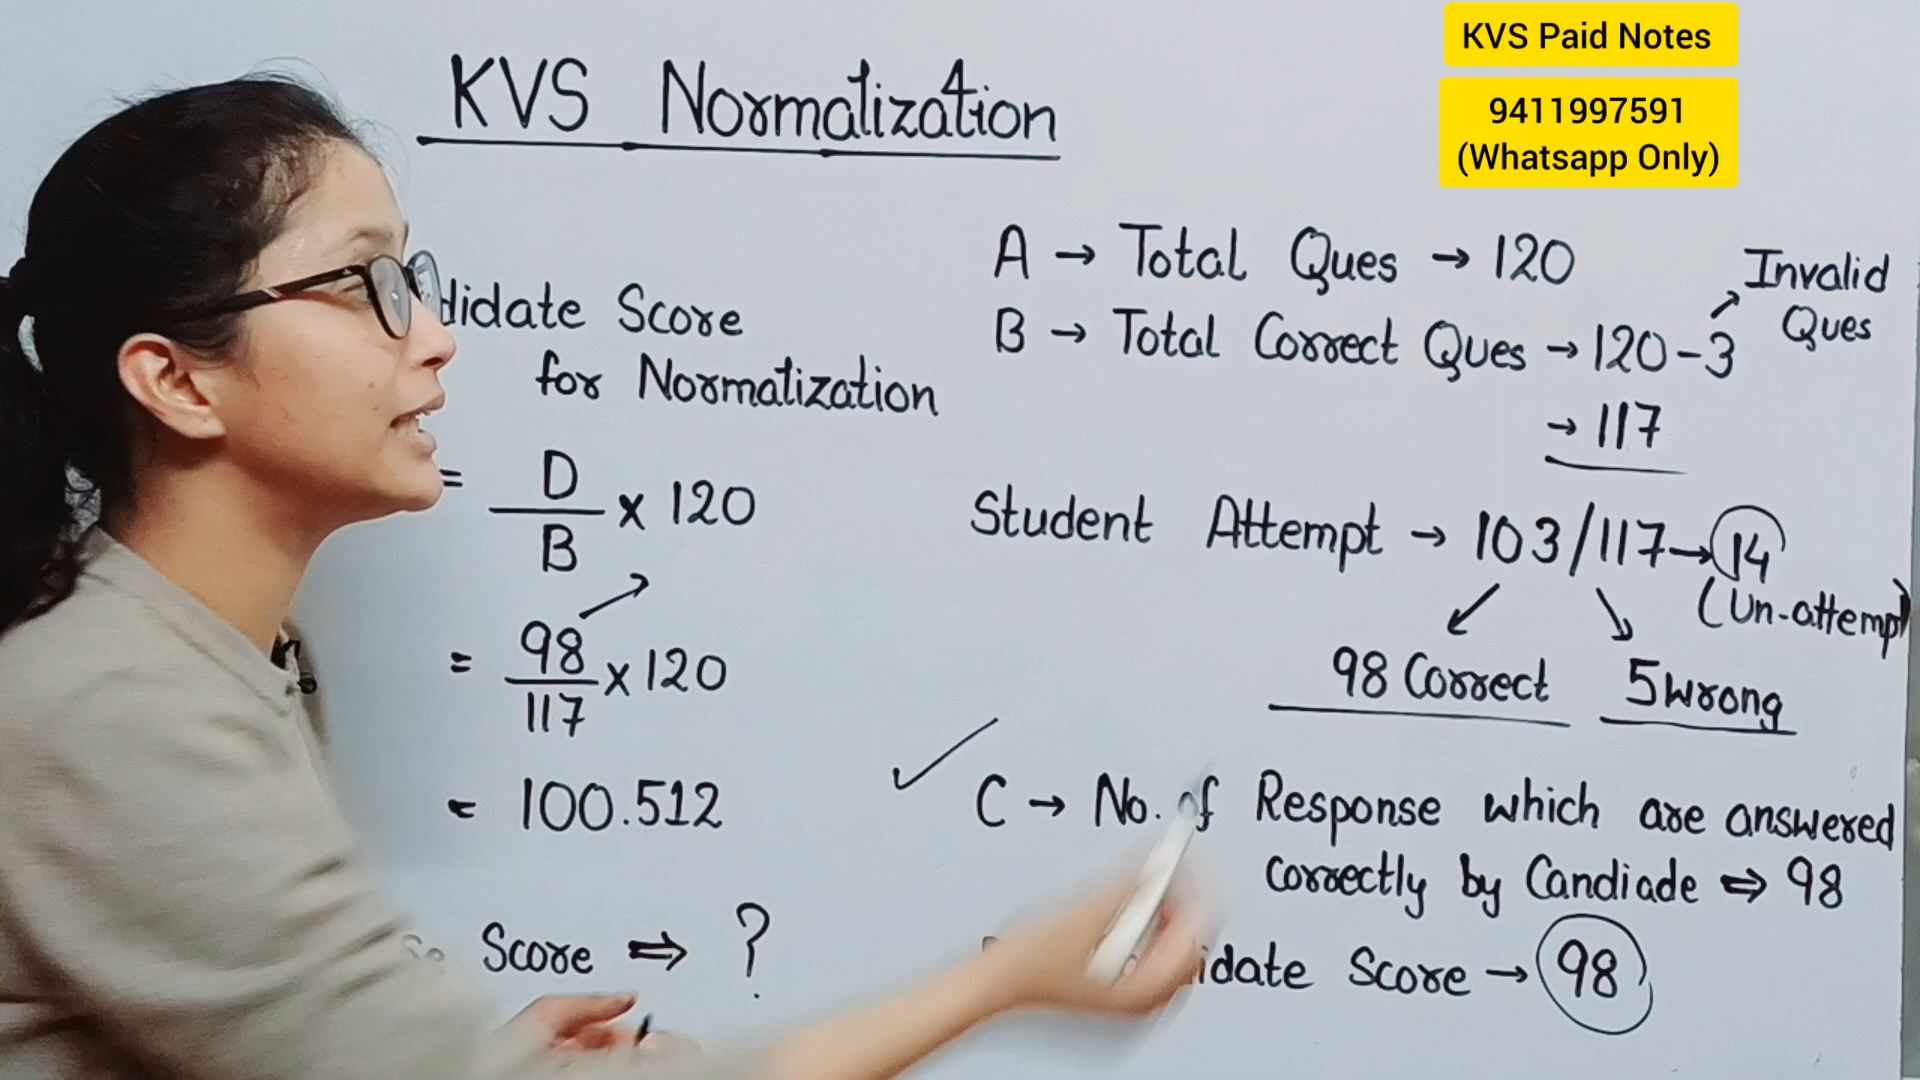 KVS Paid Notes
9411997591
(Whatsapp Only)
KVS Normalization
didate Score
for Normalization
= D/B × 120
= 98/117 × 120
= 100.512
Score ⇒ ?
A → Total Ques → 120
B → Total Correct Ques → 120-3 ↗ Invalid Ques
→ 117
Student Attempt → 103/117 → 14
(Un-attempt)
98 Correct
5 wrong
✓ C → No. of Response which are answered
correctly by Candiade ⇒ 98
idate Score → 98